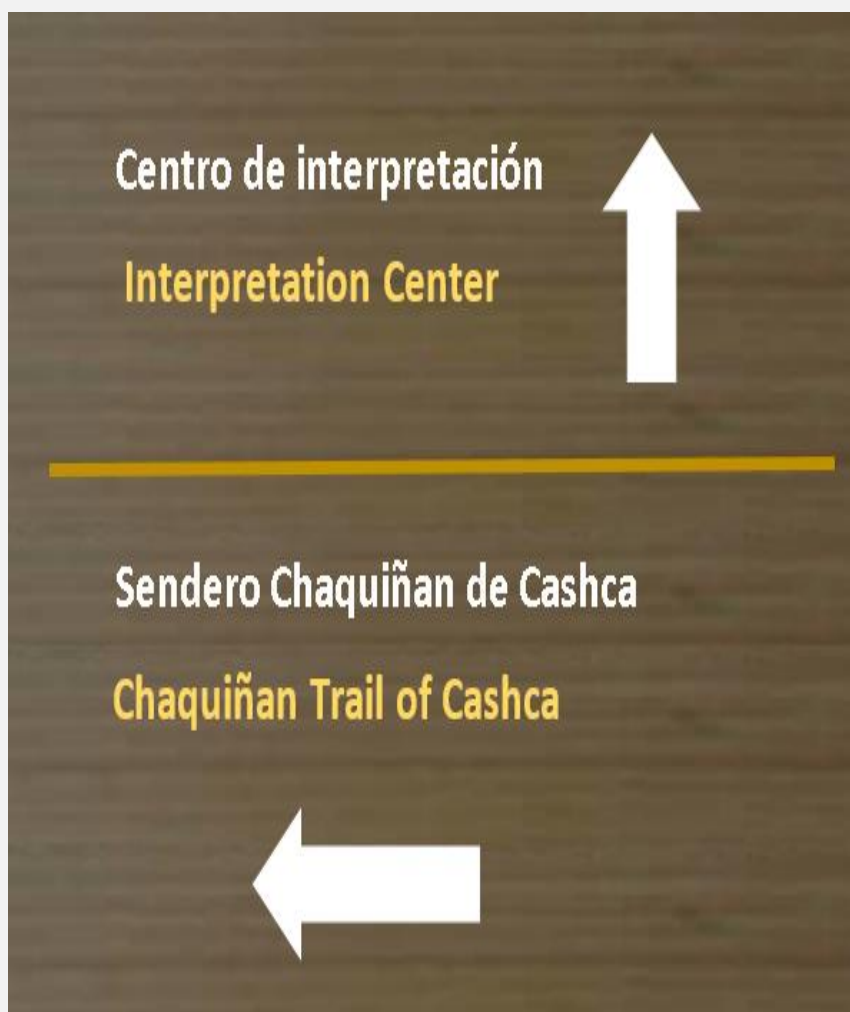 Centro de interpretación
Interpretation Center
Sendero Chaquiñan de Cashca
Chaquiñan Trail of Cashca